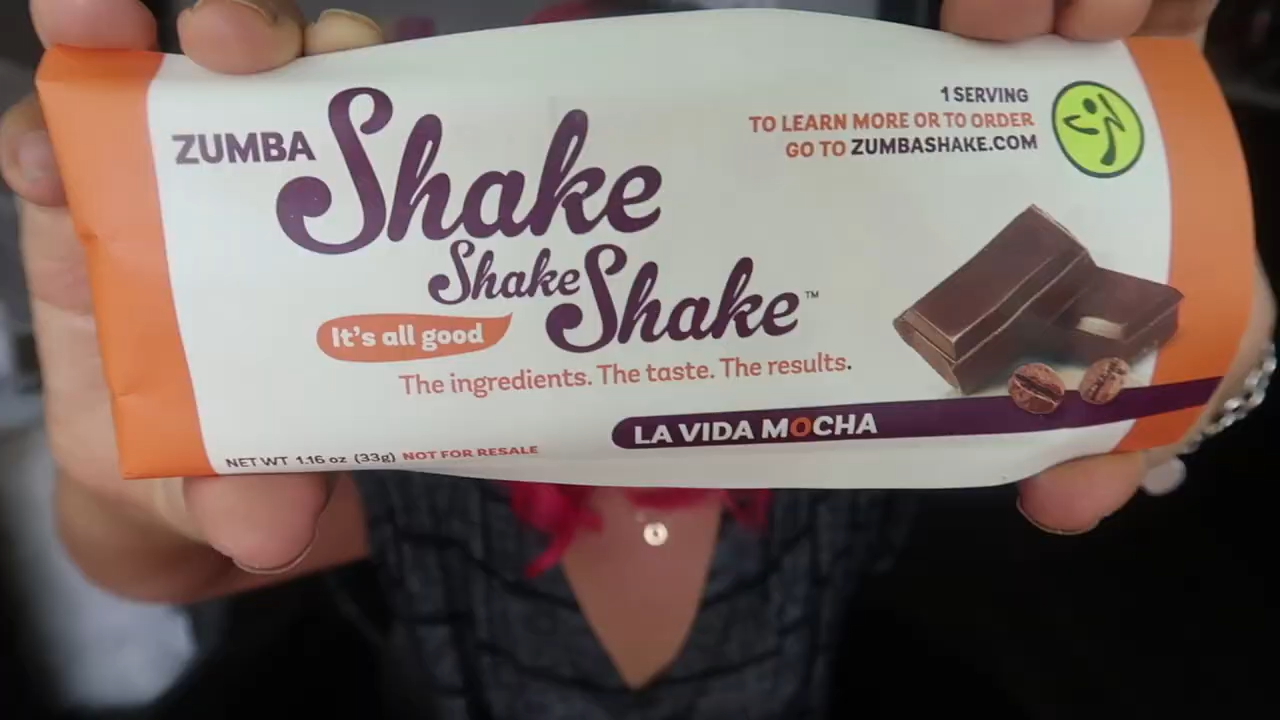 ZUMBA Shake
Shake Shake™
It's all good
The ingredients. The taste. The results.
LA VIDA MOCHA
NET WT 1.16 oz (33g) NOT FOR RESALE
1 SERVING
TO LEARN MORE OR TO ORDER
GO TO ZUMBASHAKE.COM